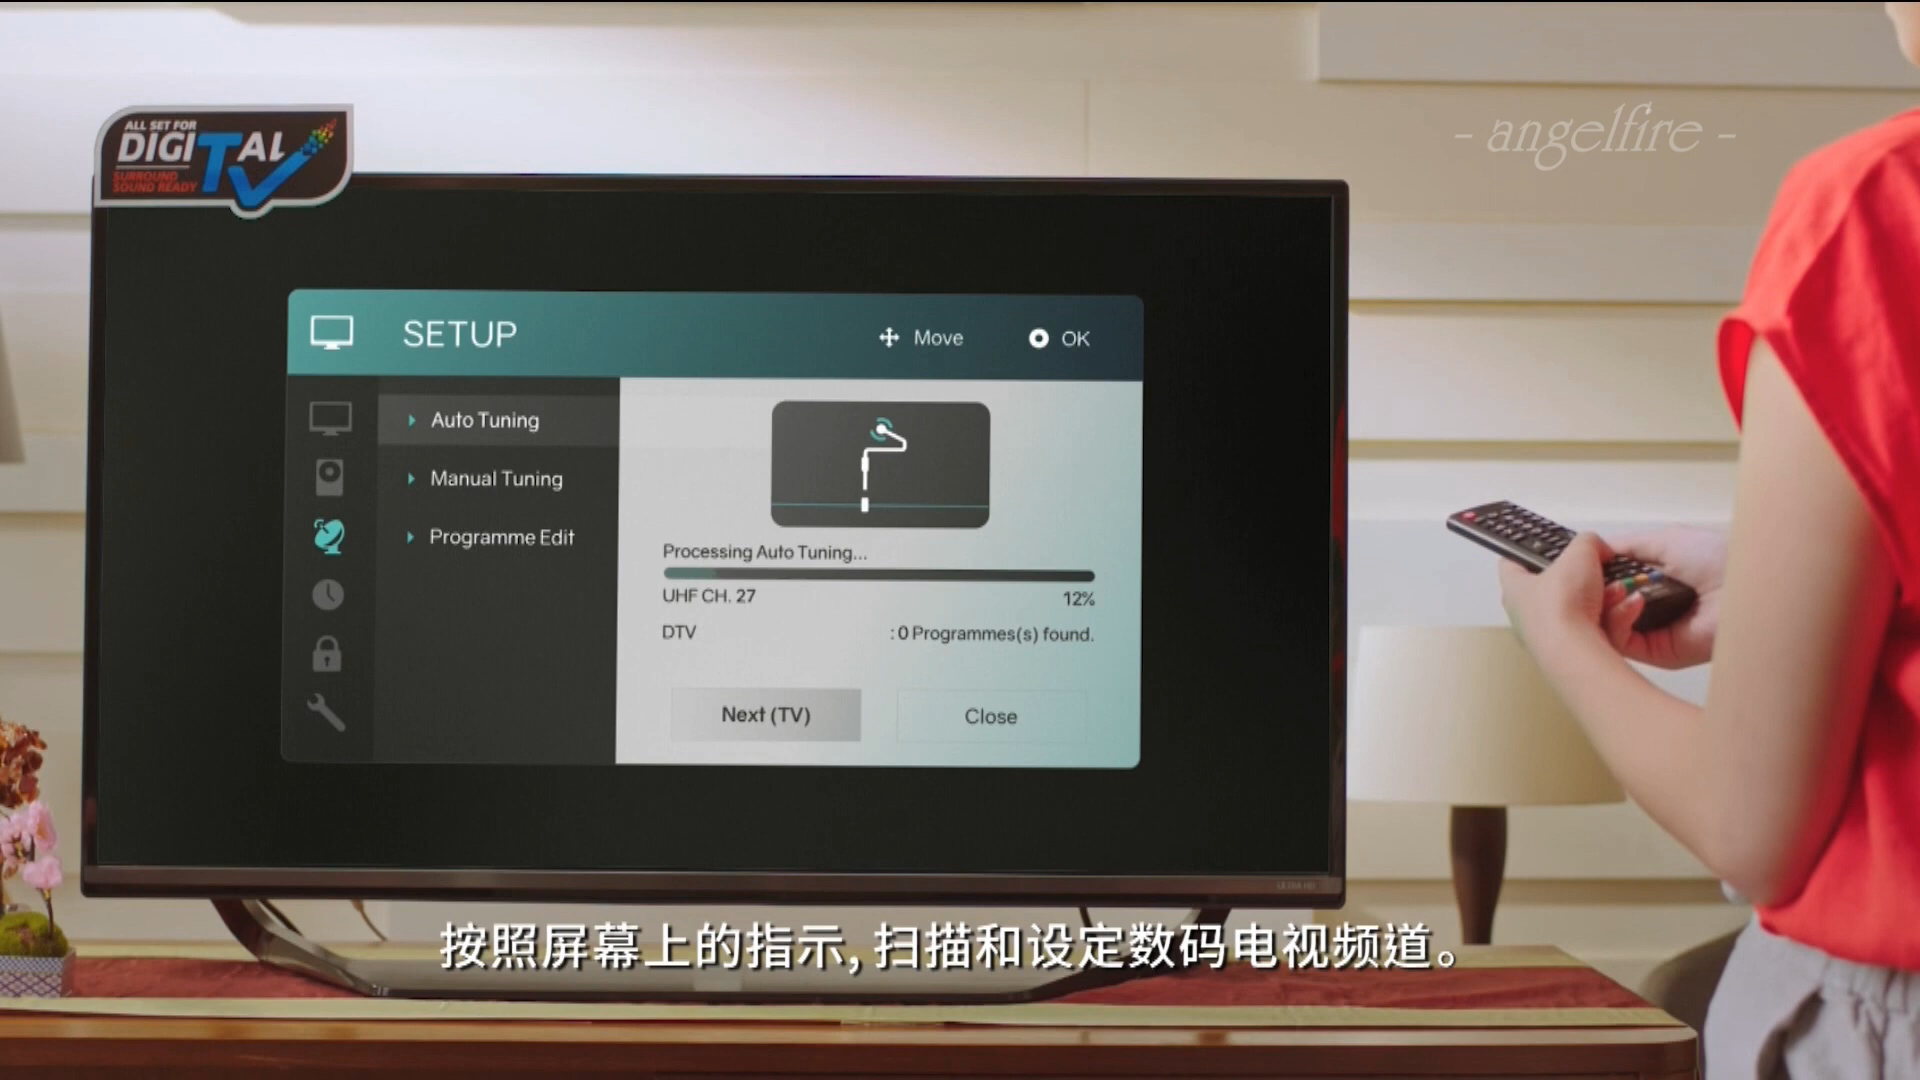 ALL SET FOR
DIGITAL
TV
SURROUND
SOUND READY
- angelfire -
SETUP
Move
OK
Auto Tuning
Manual Tuning
Programme Edit
Processing Auto Tuning...
UHF CH. 27
12%
DTV
: 0 Programmes(s) found.
Next (TV)
Close
ULTRA HD
按照屏幕上的指示, 扫描和设定数码电视频道。